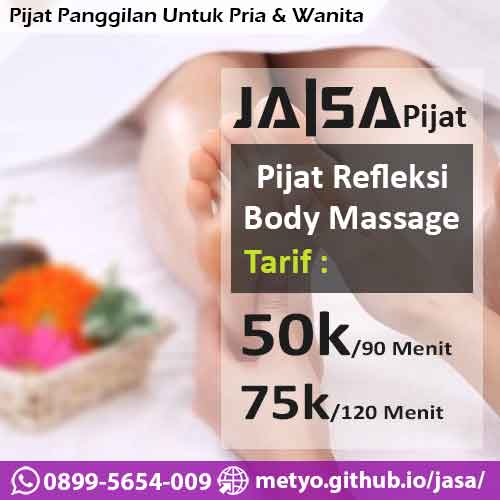 Pijat Panggilan Untuk Pria & Wanita
JA|SA Pijat
Pijat Refleksi
Body Massage
Tarif :
50k/90 Menit
75k/120 Menit
0899-5654-009 metyo.github.io/jasa/